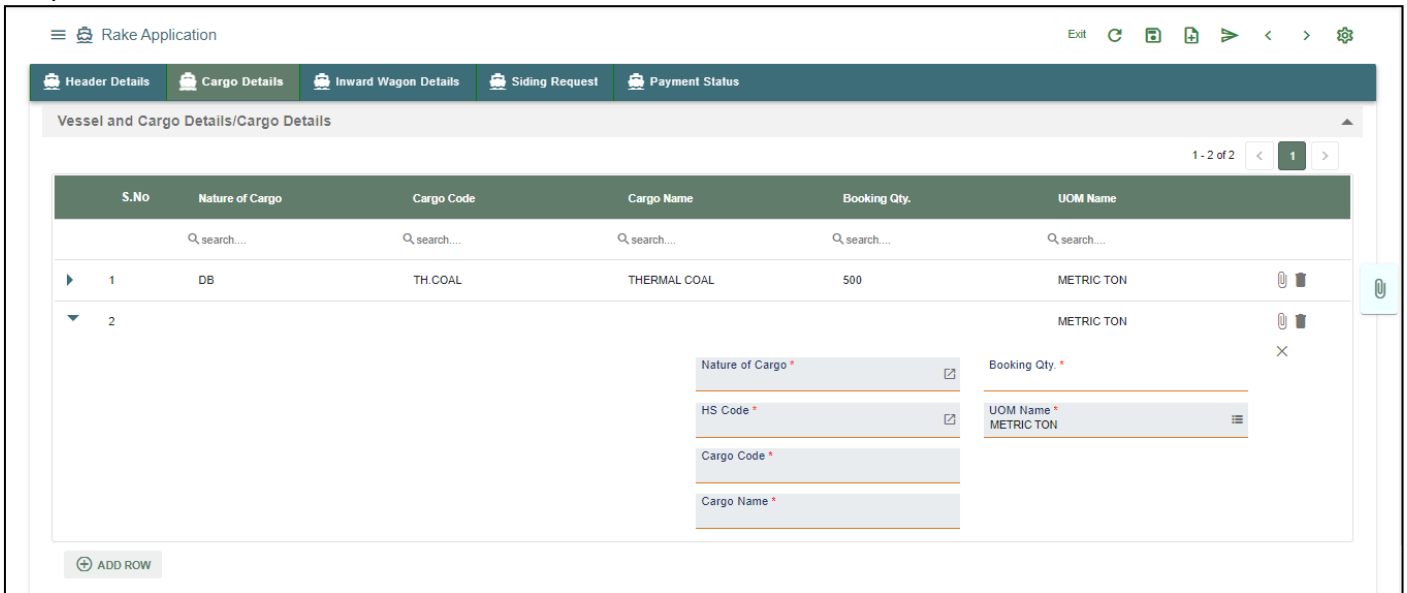 Rake Application Exit
Header Details Cargo Details Inward Wagon Details Siding Request Payment Status
Vessel and Cargo Details/Cargo Details
1 - 2 of 2 < 1 >
S.No Nature of Cargo Cargo Code Cargo Name Booking Qty. UOM Name
search.... search.... search.... search.... search....
1 DB TH.COAL THERMAL COAL 500 METRIC TON
2 METRIC TON
Nature of Cargo * Booking Qty. *
HS Code * UOM Name *
METRIC TON
Cargo Code *
Cargo Name *
ADD ROW